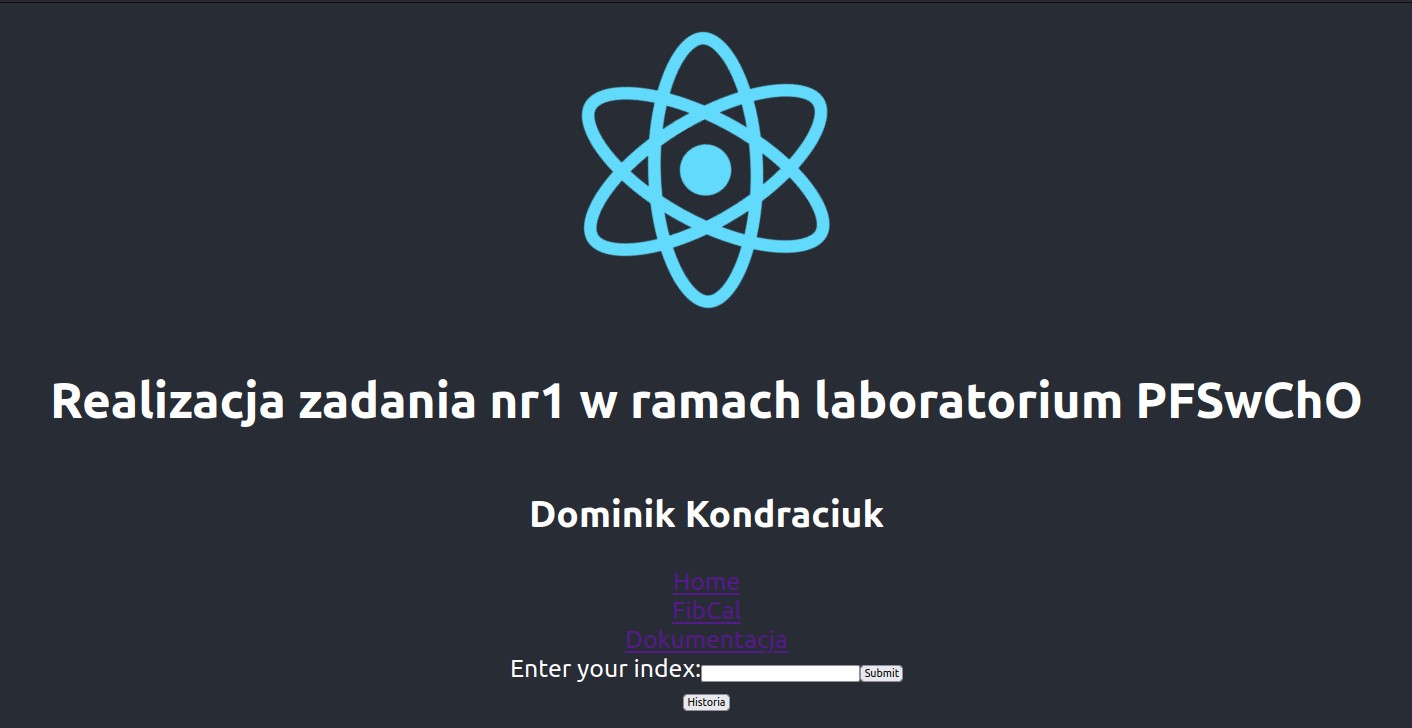 Realizacja zadania nr1 w ramach laboratorium PFSwChO
Dominik Kondraciuk
Home
FibCal
Dokumentacja
Enter your index: Submit
Historia